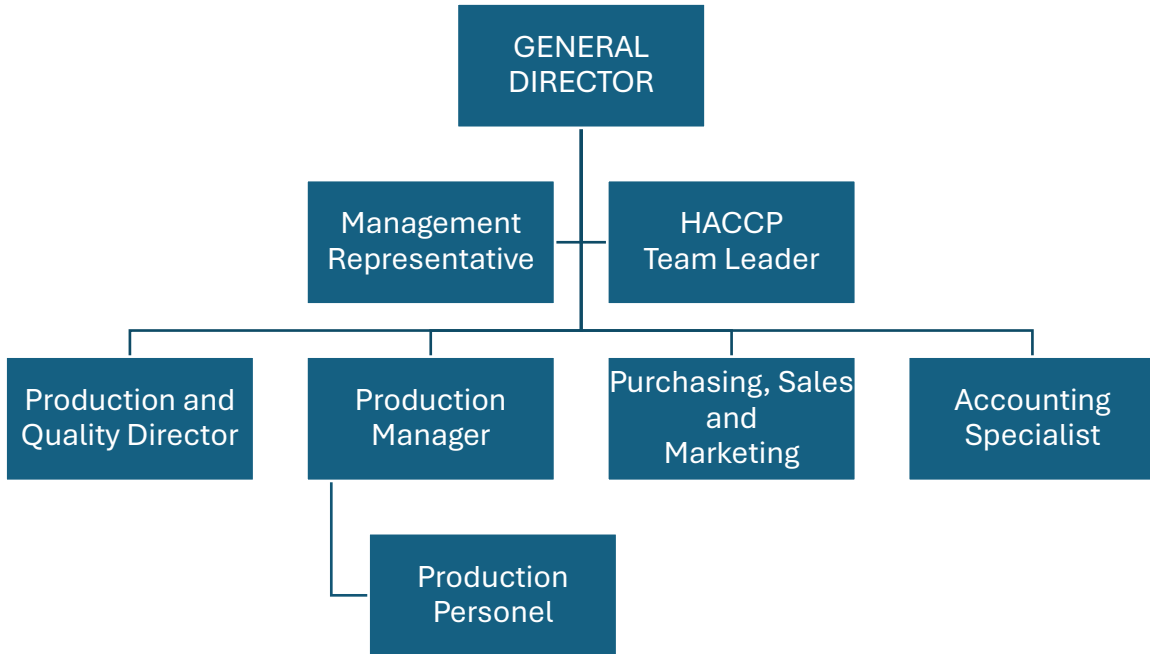 GENERAL
DIRECTOR
Management
Representative
HACCP
Team Leader
Production and
Quality Director
Production
Manager
Purchasing, Sales
and
Marketing
Accounting
Specialist
Production
Personel